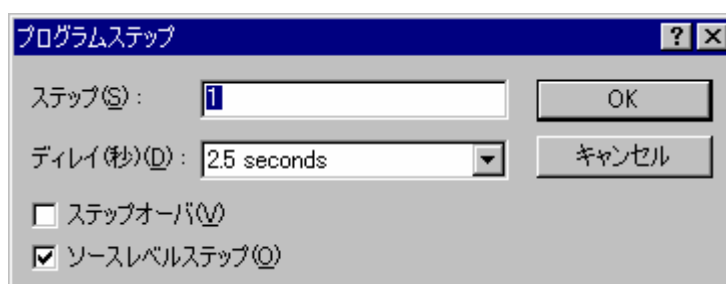 プログラムステップ
ステップ(S): 1 OK
ディレイ(秒)(D): 2.5 seconds キャンセル
ステップオーバ(V)
ソースレベルステップ(O)